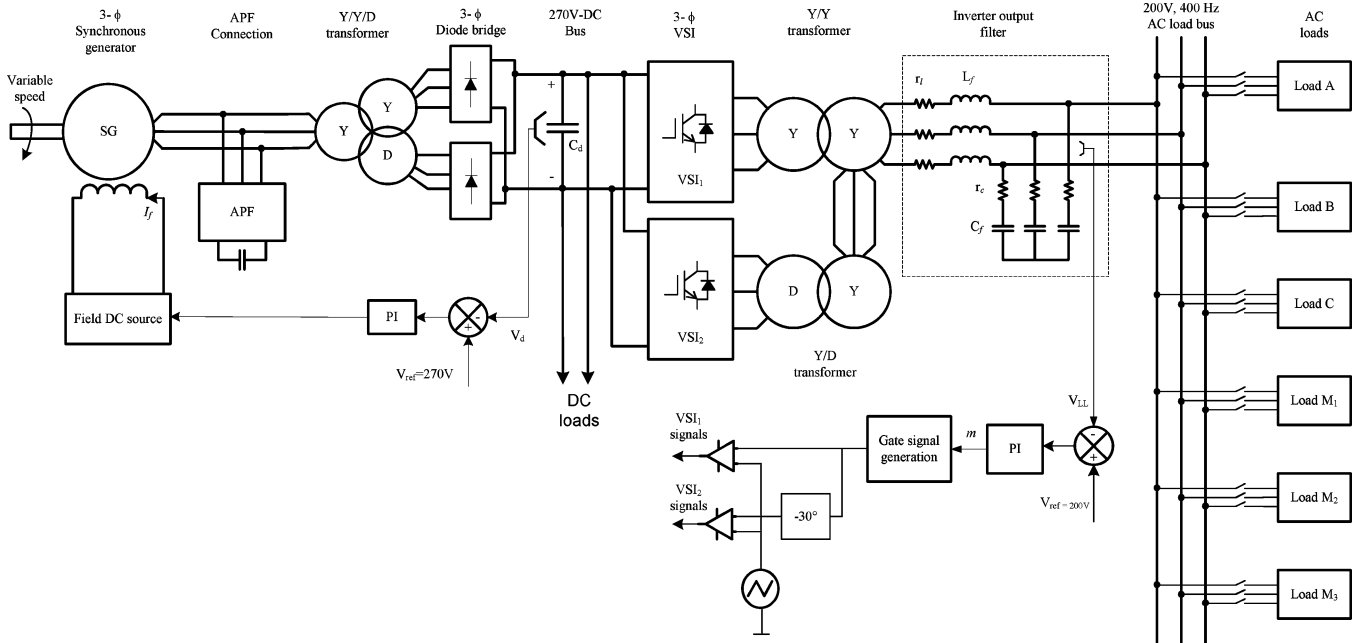 3- ϕ
Synchronous
generator
APF
Connection
Y/Y/D
transformer
3- ϕ
Diode bridge
270V-DC
Bus
3- ϕ
VSI
Y/Y
transformer
Inverter output
filter
200V, 400 Hz
AC load bus
AC
loads
Variable
speed
SG
Y
Y
D
+
-
C_d
I_f
APF
Field DC source
PI
-
+
V_d
V_ref=270V
DC
loads
VSI_1
VSI_2
Y
Y
D
Y
Y/D
transformer
r_l
L_f
r_c
C_f
V_LL
-
+
V_ref = 200V
PI
m
Gate signal
generation
-30°
VSI_1
signals
VSI_2
signals
Load A
Load B
Load C
Load M_1
Load M_2
Load M_3